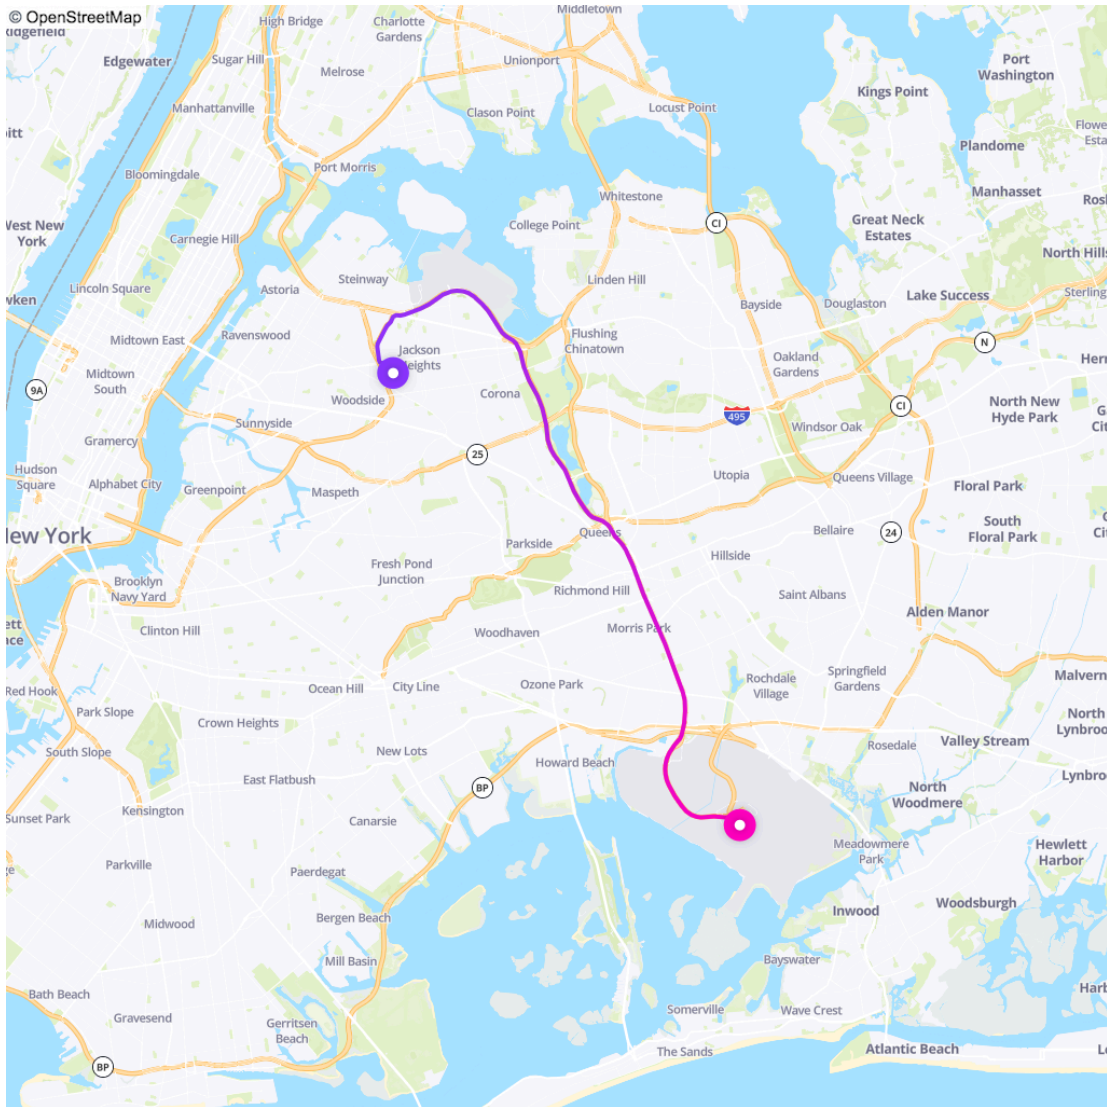 © OpenStreetMap
Middletown
Charlotte
Gardens
High Bridge
Edgewater
Sugar Hill
Unionport
Port
Washington
Melrose
Kings Point
Manhattanville
Clason Point
Locust Point
Plandome
Port Morris
Bloomingdale
Manhasset
Whitestone
West New
York
College Point
CI
Great Neck
Estates
Carnegie Hill
North Hills
Steinway
Linden Hill
Astoria
Lincoln Square
Lake Success
Sterling
Bayside
Douglaston
Ravenswood
Flushing
Chinatown
Midtown East
N
Jackson
Heights
Oakland
Gardens
Midtown
South
9A
Corona
Woodside
CI
North New
Hyde Park
495
Sunnyside
Windsor Oak
Gramercy
25
Hudson
Square
Alphabet City
Greenpoint
Maspeth
Utopia
Queens Village
Floral Park
South
Floral Park
New York
Queens
Bellaire
24
Parkside
Hillside
Fresh Pond
Junction
Brooklyn
Navy Yard
Richmond Hill
Saint Albans
Alden Manor
Clinton Hill
Woodhaven
Morris Park
Springfield
Gardens
Rochdale
Village
Malverne
Red Hook
Ocean Hill
City Line
Ozone Park
Park Slope
Crown Heights
North
Lynbrook
South Slope
New Lots
Rosedale
Valley Stream
Howard Beach
East Flatbush
Lynbrook
BP
North
Woodmere
Kensington
Sunset Park
Canarsie
Meadowmere
Park
Hewlett
Harbor
Parkville
Paerdegat
Woodsburgh
Bergen Beach
Inwood
Midwood
Mill Basin
Bayswater
Bath Beach
Gravesend
Gerritsen
Beach
Somerville
Wave Crest
The Sands
Atlantic Beach
BP